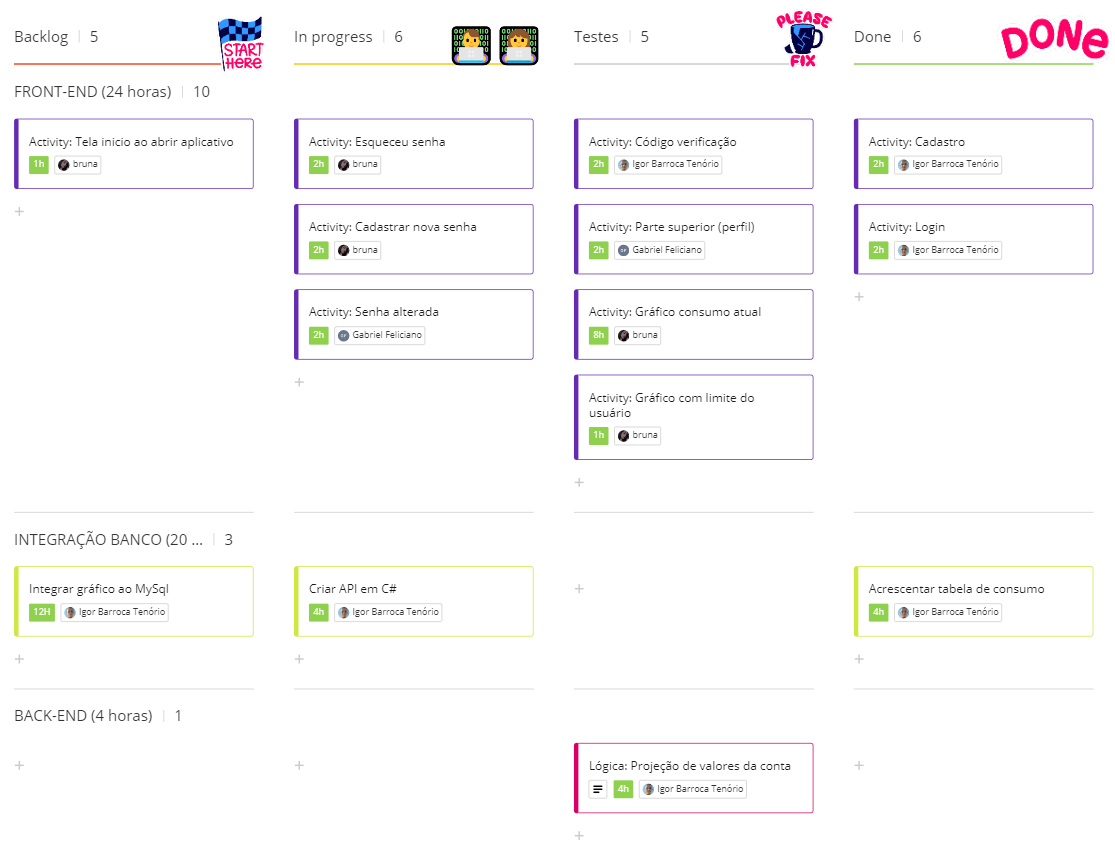 Backlog 5
START
HERE
In progress 6
Testes 5
PLEASE
FIX
Done 6
DONe
FRONT-END (24 horas) 10
Activity: Tela inicio ao abrir aplicativo
1h bruna
+
Activity: Esqueceu senha
2h bruna
Activity: Cadastrar nova senha
2h bruna
Activity: Senha alterada
2h Gabriel Feliciano
+
Activity: Código verificação
2h Igor Barroca Tenório
Activity: Parte superior (perfil)
2h GF Gabriel Feliciano
Activity: Gráfico consumo atual
8h bruna
Activity: Gráfico com limite do
usuário
1h bruna
+
Activity: Cadastro
2h Igor Barroca Tenório
Activity: Login
2h Igor Barroca Tenório
+
INTEGRAÇÃO BANCO (20 ... 3
Integrar gráfico ao MySql
12H Igor Barroca Tenório
+
Criar API em C#
4h Igor Barroca Tenório
+
+
Acrescentar tabela de consumo
4h Igor Barroca Tenório
+
BACK-END (4 horas) 1
+
+
Lógica: Projeção de valores da conta
4h Igor Barroca Tenório
+
+